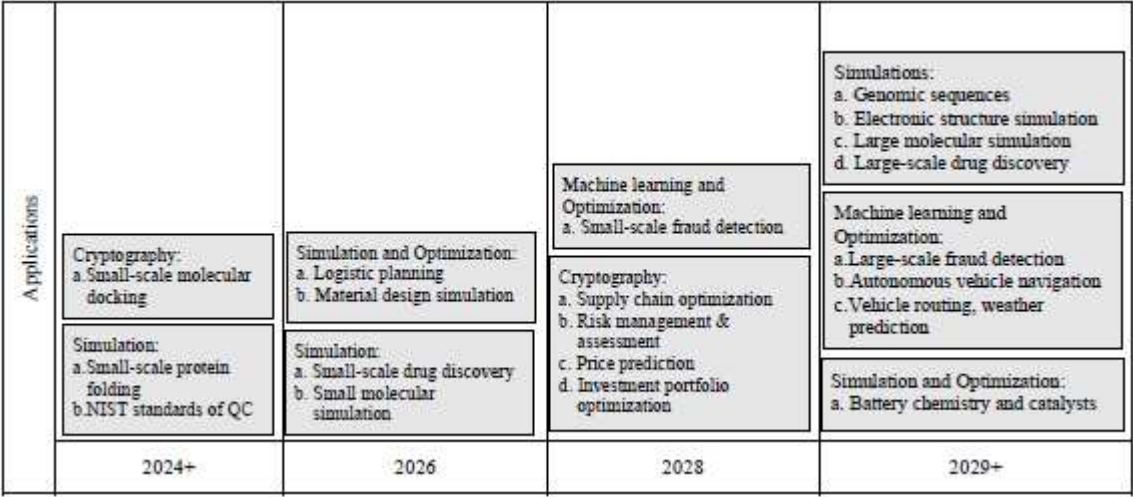 Applications
Cryptography:
a.Small-scale molecular
docking
Simulation:
a.Small-scale protein
folding
b.NIST standards of QC
2024+
Simulation and Optimization:
a. Logistic planning
b. Material design simulation
Simulation:
a. Small-scale drug discovery
b. Small molecular
simulation
2026
Machine learning and
Optimization:
a. Small-scale fraud detection
Cryptography:
a. Supply chain optimization
b. Risk management &
assessment
c. Price prediction
d. Investment portfolio
optimization
2028
Simulations:
a. Genomic sequences
b. Electronic structure simulation
c. Large molecular simulation
d. Large-scale drug discovery
Machine learning and
Optimization:
a.Large-scale fraud detection
b.Autonomous vehicle navigation
c.Vehicle routing, weather
prediction
Simulation and Optimization:
a. Battery chemistry and catalysts
2029+